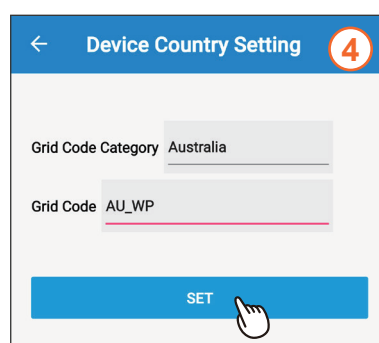 ← Device Country Setting 4
Grid Code Category Australia
Grid Code AU_WP
SET